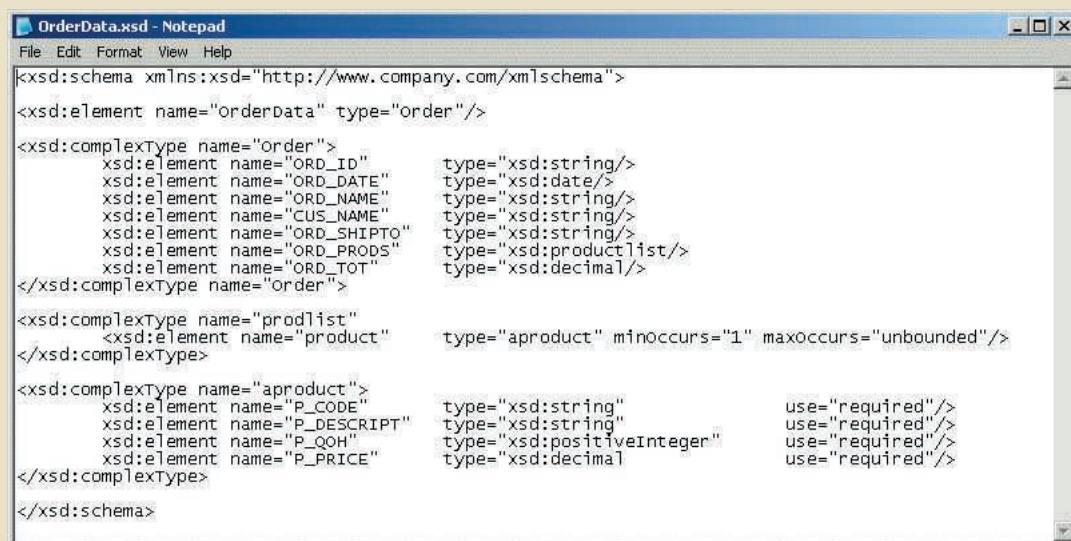 OrderData.xsd - Notepad
File Edit Format View Help
<xsd:schema xmlns:xsd="http://www.company.com/xmlschema">
<xsd:element name="OrderData" type="Order"/>
<xsd:complexType name="Order">
xsd:element name="ORD_ID" type="xsd:string/>
xsd:element name="ORD_DATE" type="xsd:date/>
xsd:element name="ORD_NAME" type="xsd:string/>
xsd:element name="CUS_NAME" type="xsd:string/>
xsd:element name="ORD_SHIPTO" type="xsd:string/>
xsd:element name="ORD_PRODS" type="xsd:productlist/>
xsd:element name="ORD_TOT" type="xsd:decimal/>
</xsd:complexType name="Order">
<xsd:complexType name="prodlist"
<xsd:element name="product" type="aproduct" minOccurs="1" maxOccurs="unbounded"/>
</xsd:complexType>
<xsd:complexType name="aproduct">
xsd:element name="P_CODE" type="xsd:string" use="required"/>
xsd:element name="P_DESCRIPT" type="xsd:string" use="required"/>
xsd:element name="P_QOH" type="xsd:positiveInteger" use="required"/>
xsd:element name="P_PRICE" type="xsd:decimal use="required"/>
</xsd:complexType>
</xsd:schema>